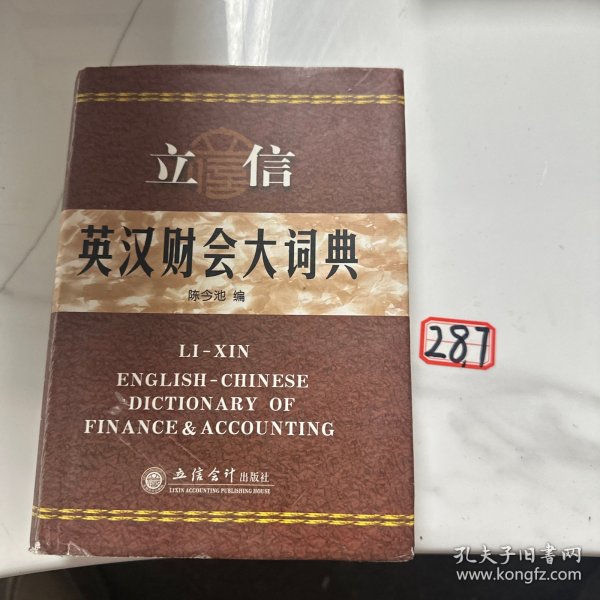 立信
英汉财会大词典
陈今池 编
LI-XIN
ENGLISH-CHINESE
DICTIONARY OF
FINANCE & ACCOUNTING
立信会计出版社
LIXIN ACCOUNTING PUBLISHING HOUSE
28.7
孔夫子旧书网
www.kongfz.com